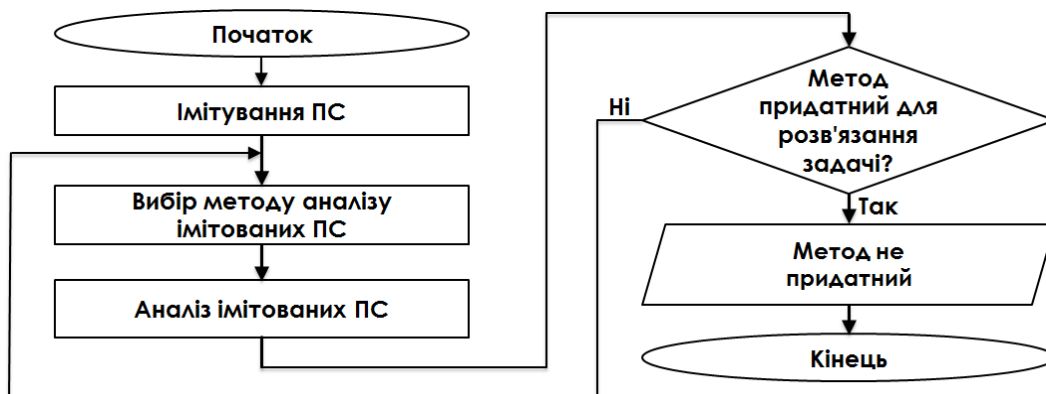 Початок
Імітування ПС
Вибір методу аналізу
імітованих ПС
Аналіз імітованих ПС
Метод
придатний для
розв'язання
задачі?
Ні
Так
Метод не
придатний
Кінець